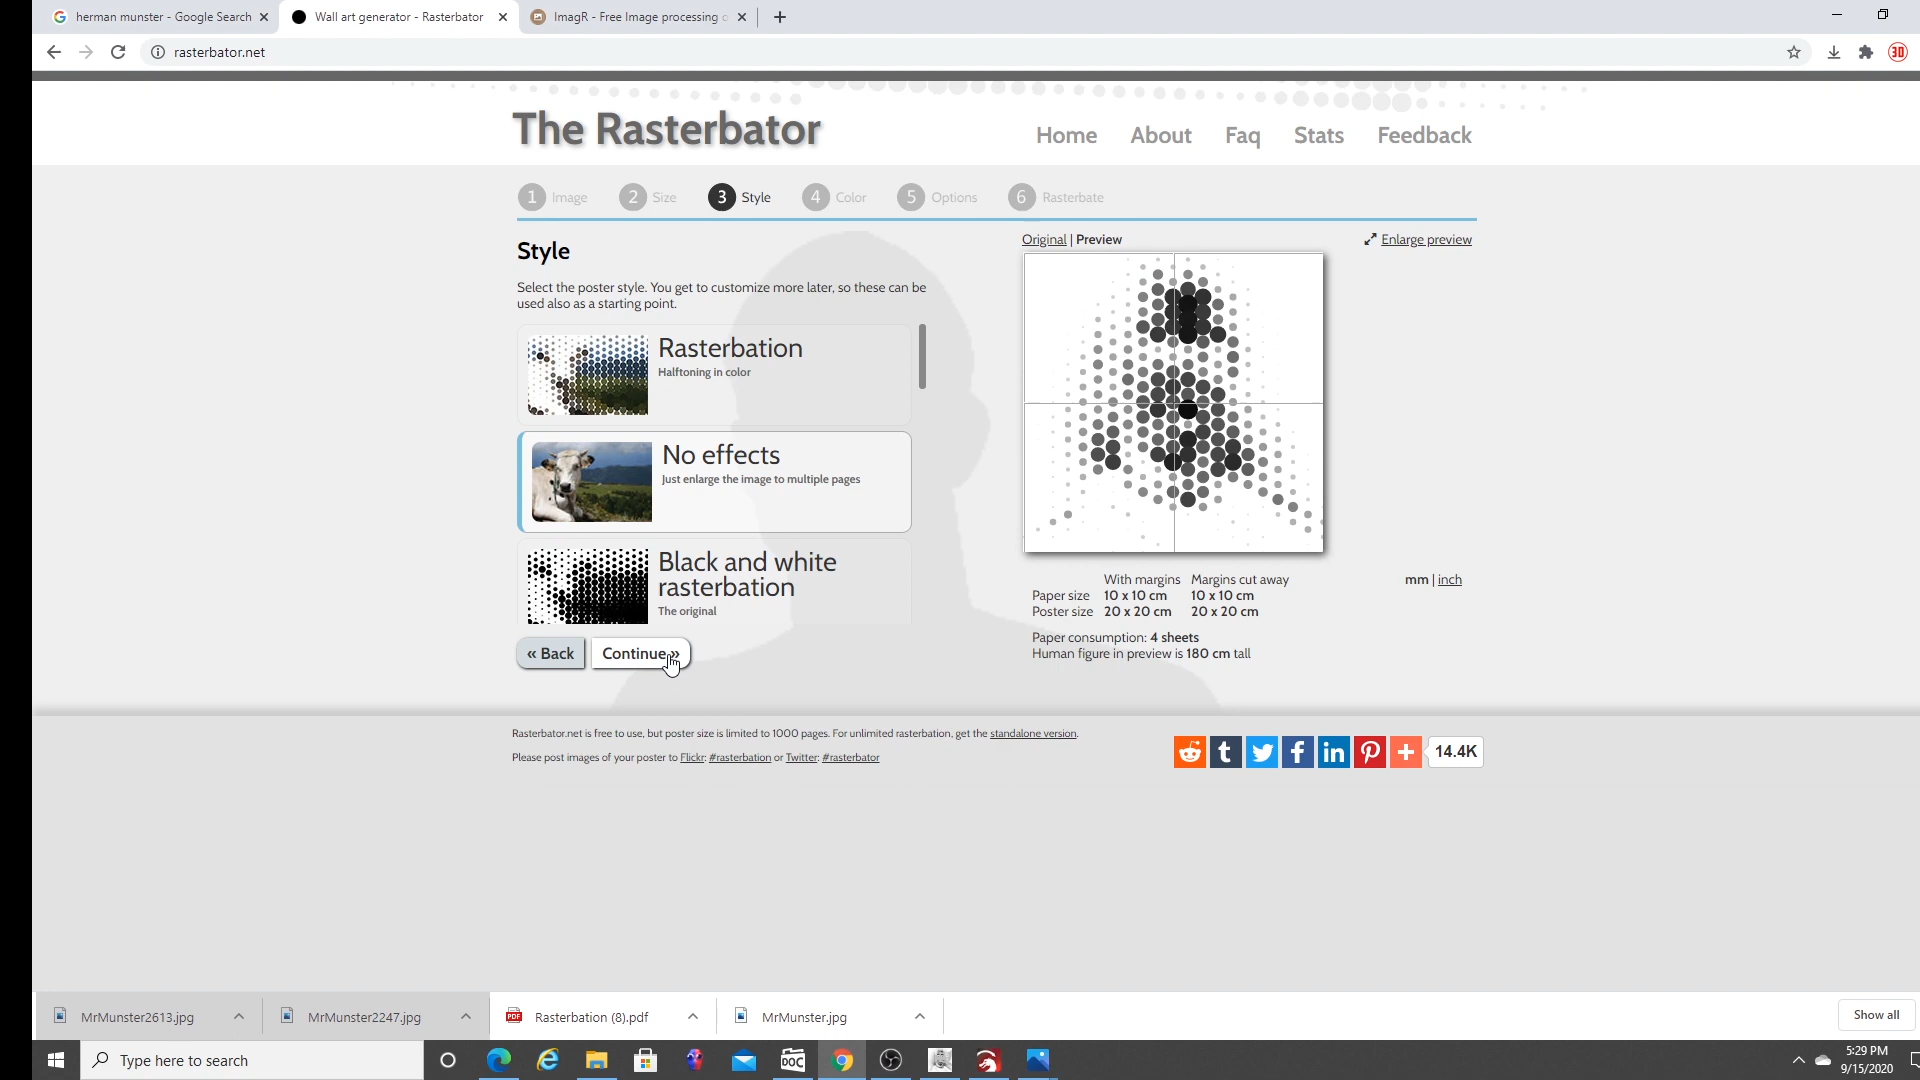 herman munster - Google Search
Wall art generator - Rasterbator
ImagR - Free Image processing
rasterbator.net
30
The Rasterbator
Home About Faq Stats Feedback
1 Image 2 Size 3 Style 4 Color 5 Options 6 Rasterbate
Style
Select the poster style. You get to customize more later, so these can be
used also as a starting point.
Rasterbation
Halftoning in color
No effects
Just enlarge the image to multiple pages
Black and white
rasterbation
The original
« Back Continue »
Original | Preview
Enlarge preview
With margins Margins cut away
mm | inch
Paper size 10 x 10 cm 10 x 10 cm
Poster size 20 x 20 cm 20 x 20 cm
Paper consumption: 4 sheets
Human figure in preview is 180 cm tall
Rasterbator.net is free to use, but poster size is limited to 1000 pages. For unlimited rasterbation, get the standalone version.
Please post images of your poster to Flickr: #rasterbation or Twitter: #rasterbator
14.4K
MrMunster2613.jpg
MrMunster2247.jpg
PDF
Rasterbation (8).pdf
MrMunster.jpg
Show all
Type here to search
DOC
5:29 PM
9/15/2020